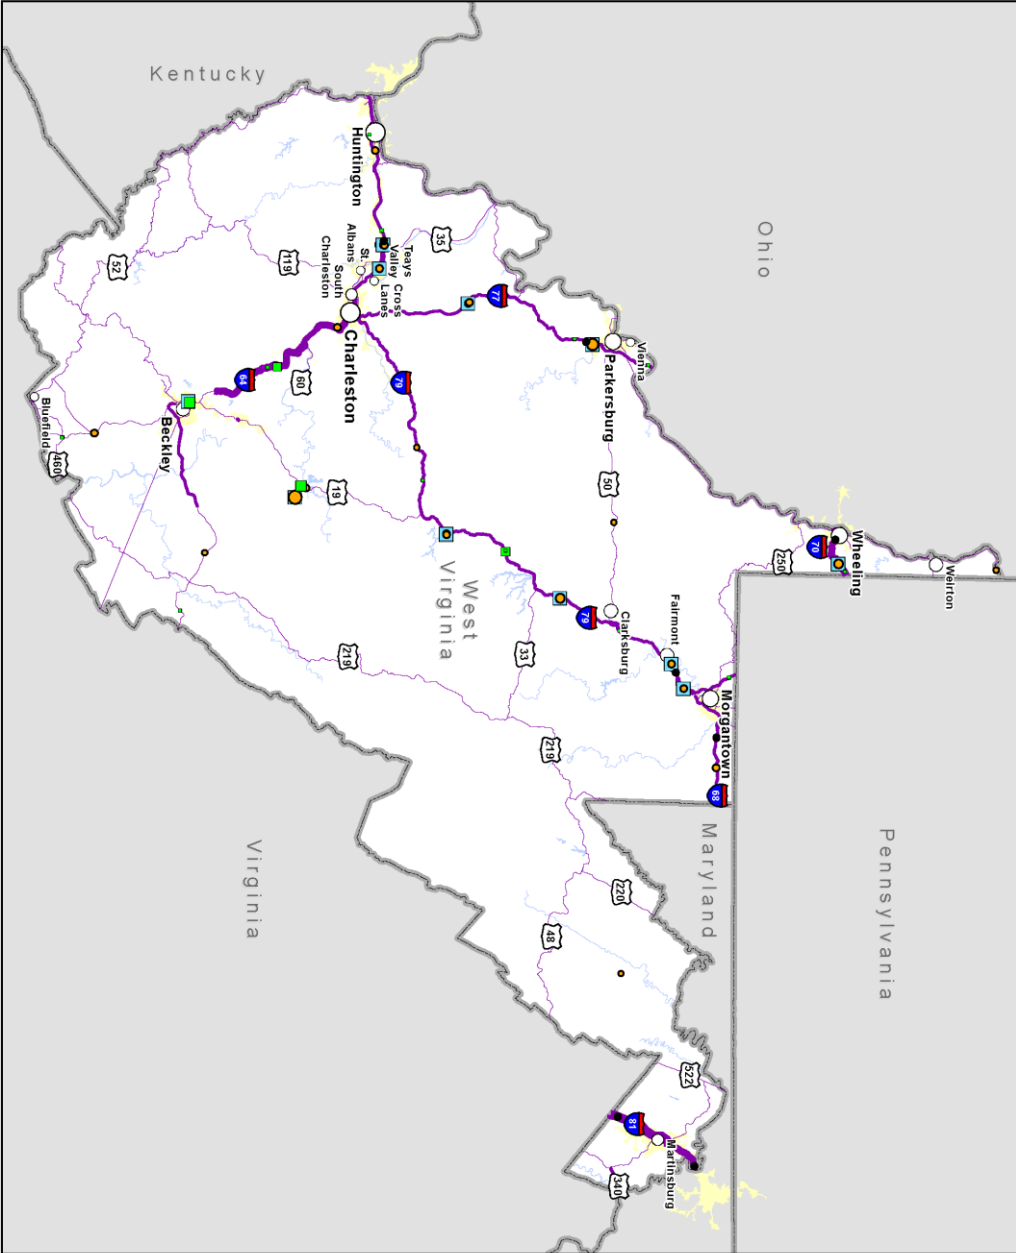 Kentucky
Ohio
Huntington
35
119
52
Teays
Valley
St.
Albans
Cross
Lanes
South
Charleston
Charleston
77
Vienna
Parkersburg
79
60
64
Beckley
Bluefield
460
19
50
Wheeling
70
250
Weirton
West
Virginia
Clarksburg
79
Fairmont
33
219
Morgantown
68
219
Maryland
Pennsylvania
Virginia
220
48
522
81
Martinsburg
340